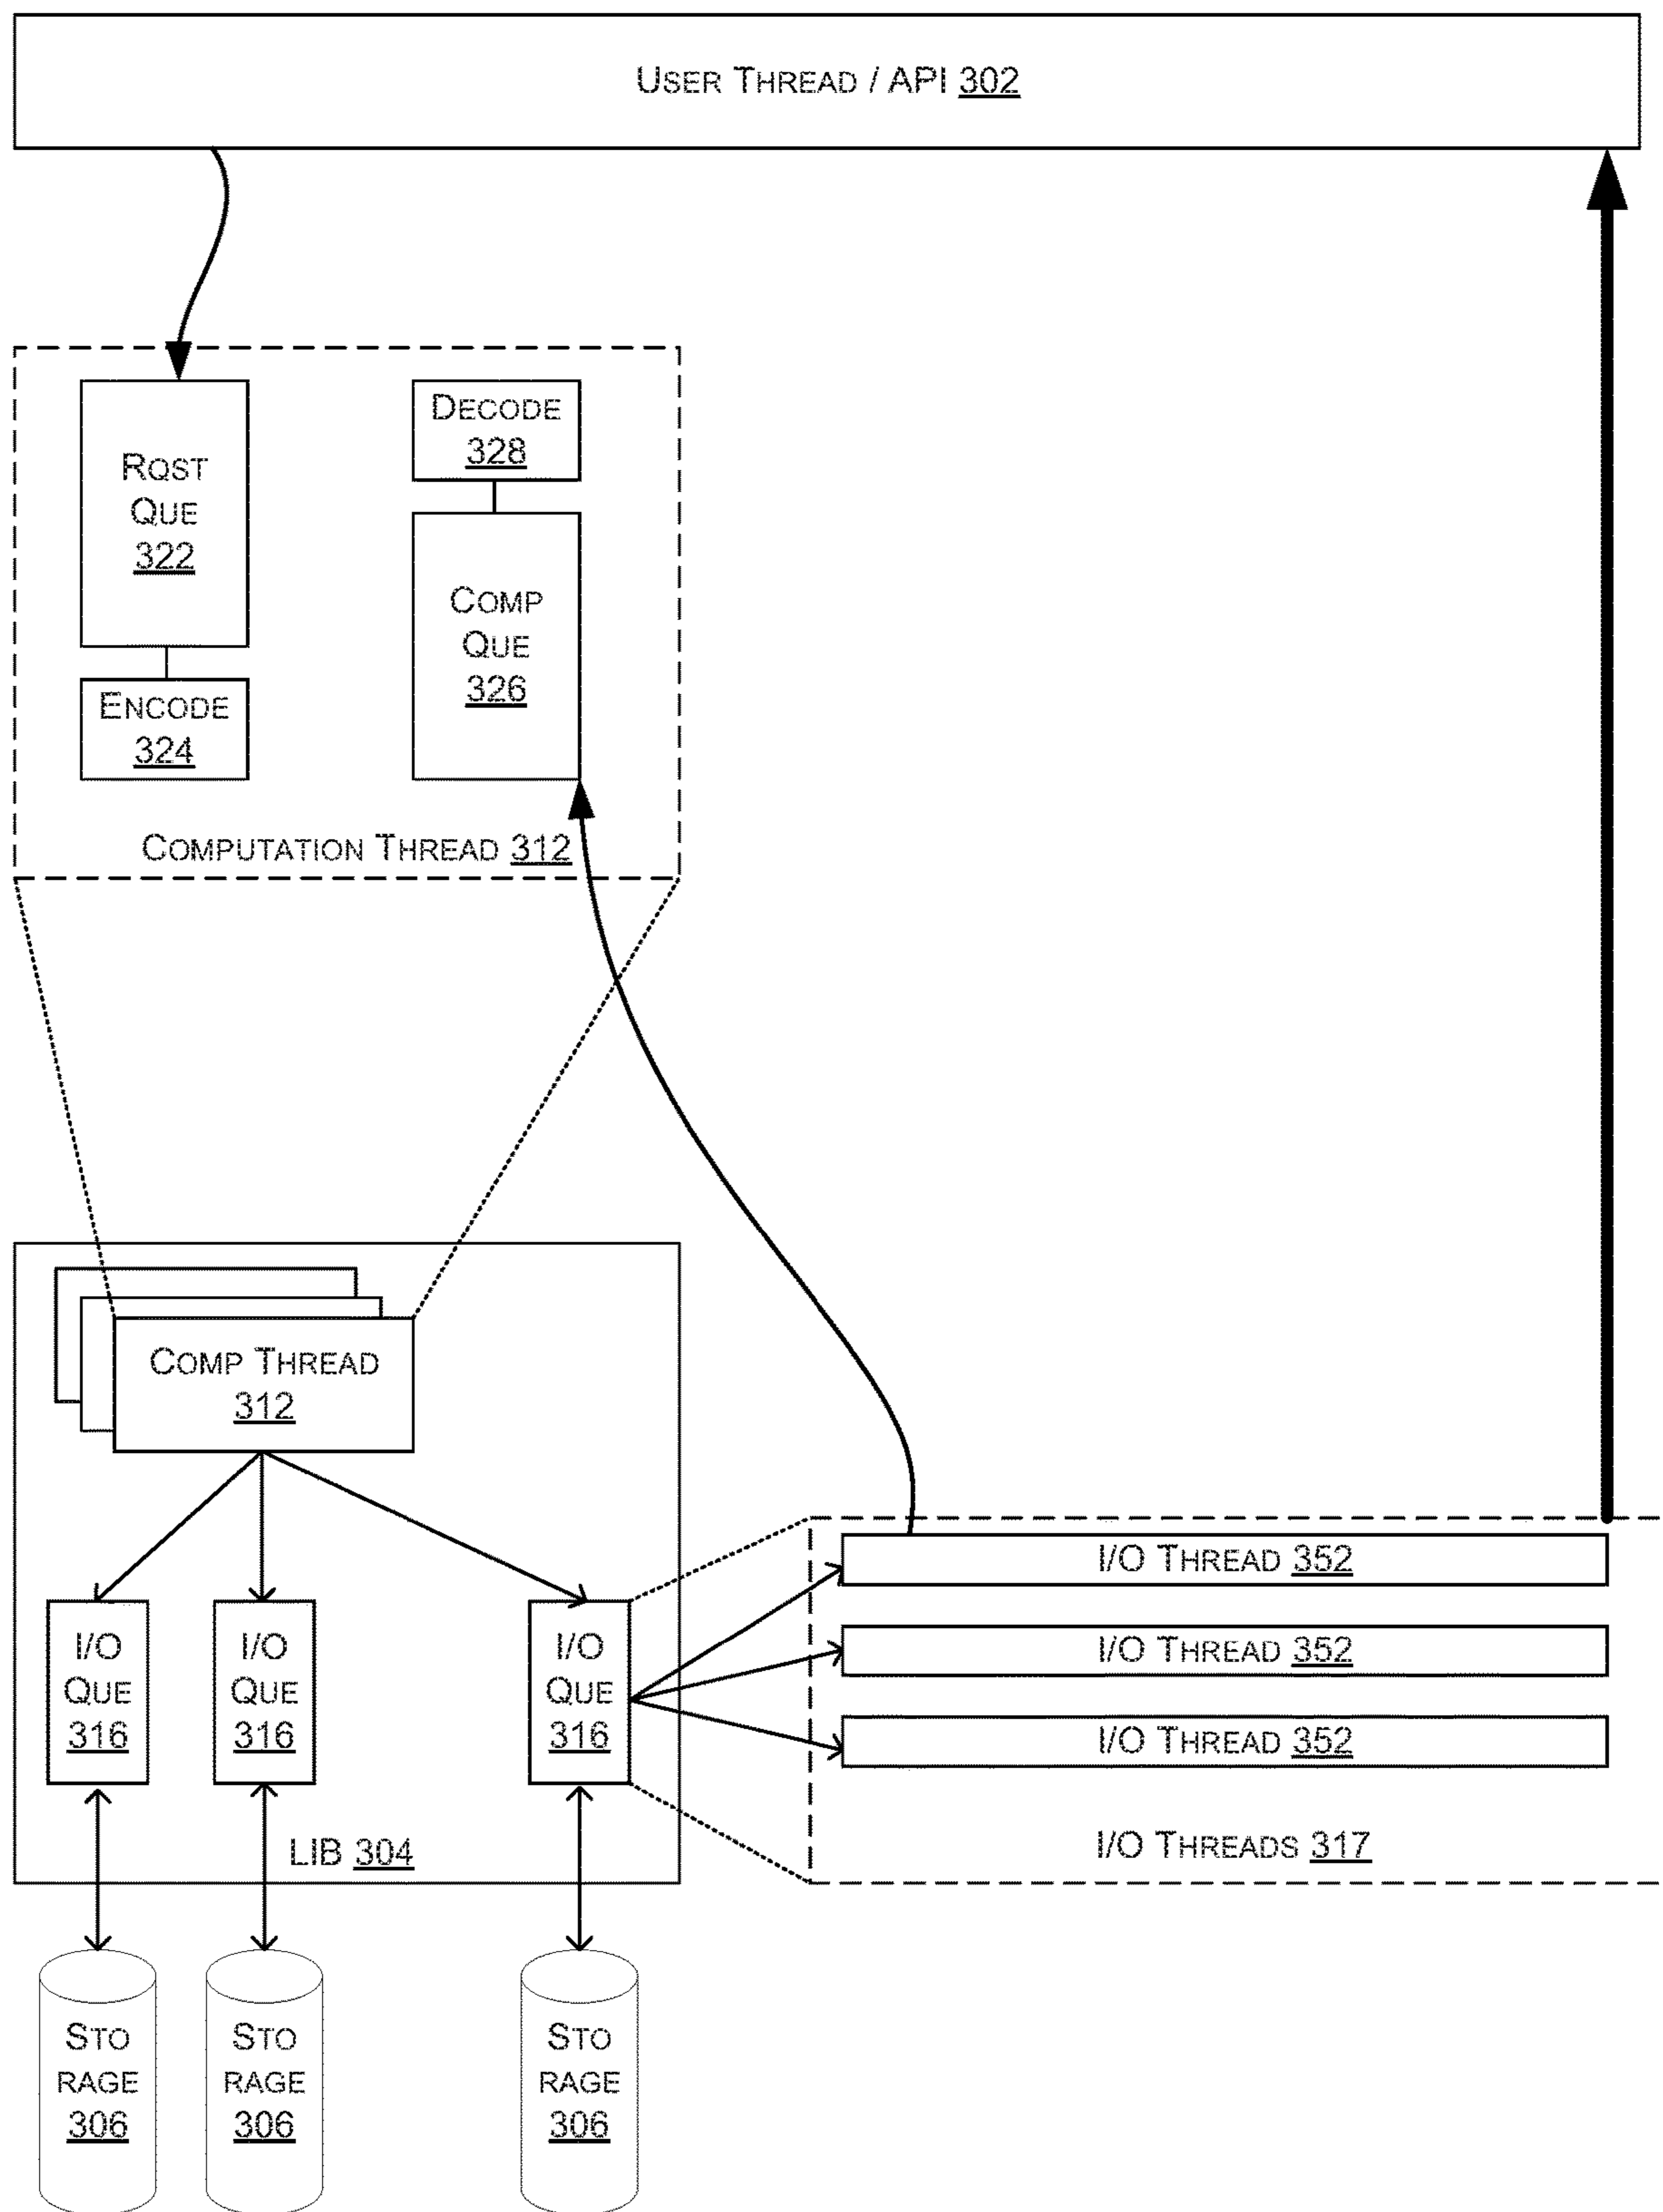 USER THREAD / API 302
RQST
QUE
322
ENCODE
324
DECODE
328
COMP
QUE
326
COMPUTATION THREAD 312
COMP THREAD
312
I/O
QUE
316
I/O
QUE
316
I/O
QUE
316
LIB 304
I/O THREAD 352
I/O THREAD 352
I/O THREAD 352
I/O THREADS 317
STO
RAGE
306
STO
RAGE
306
STO
RAGE
306